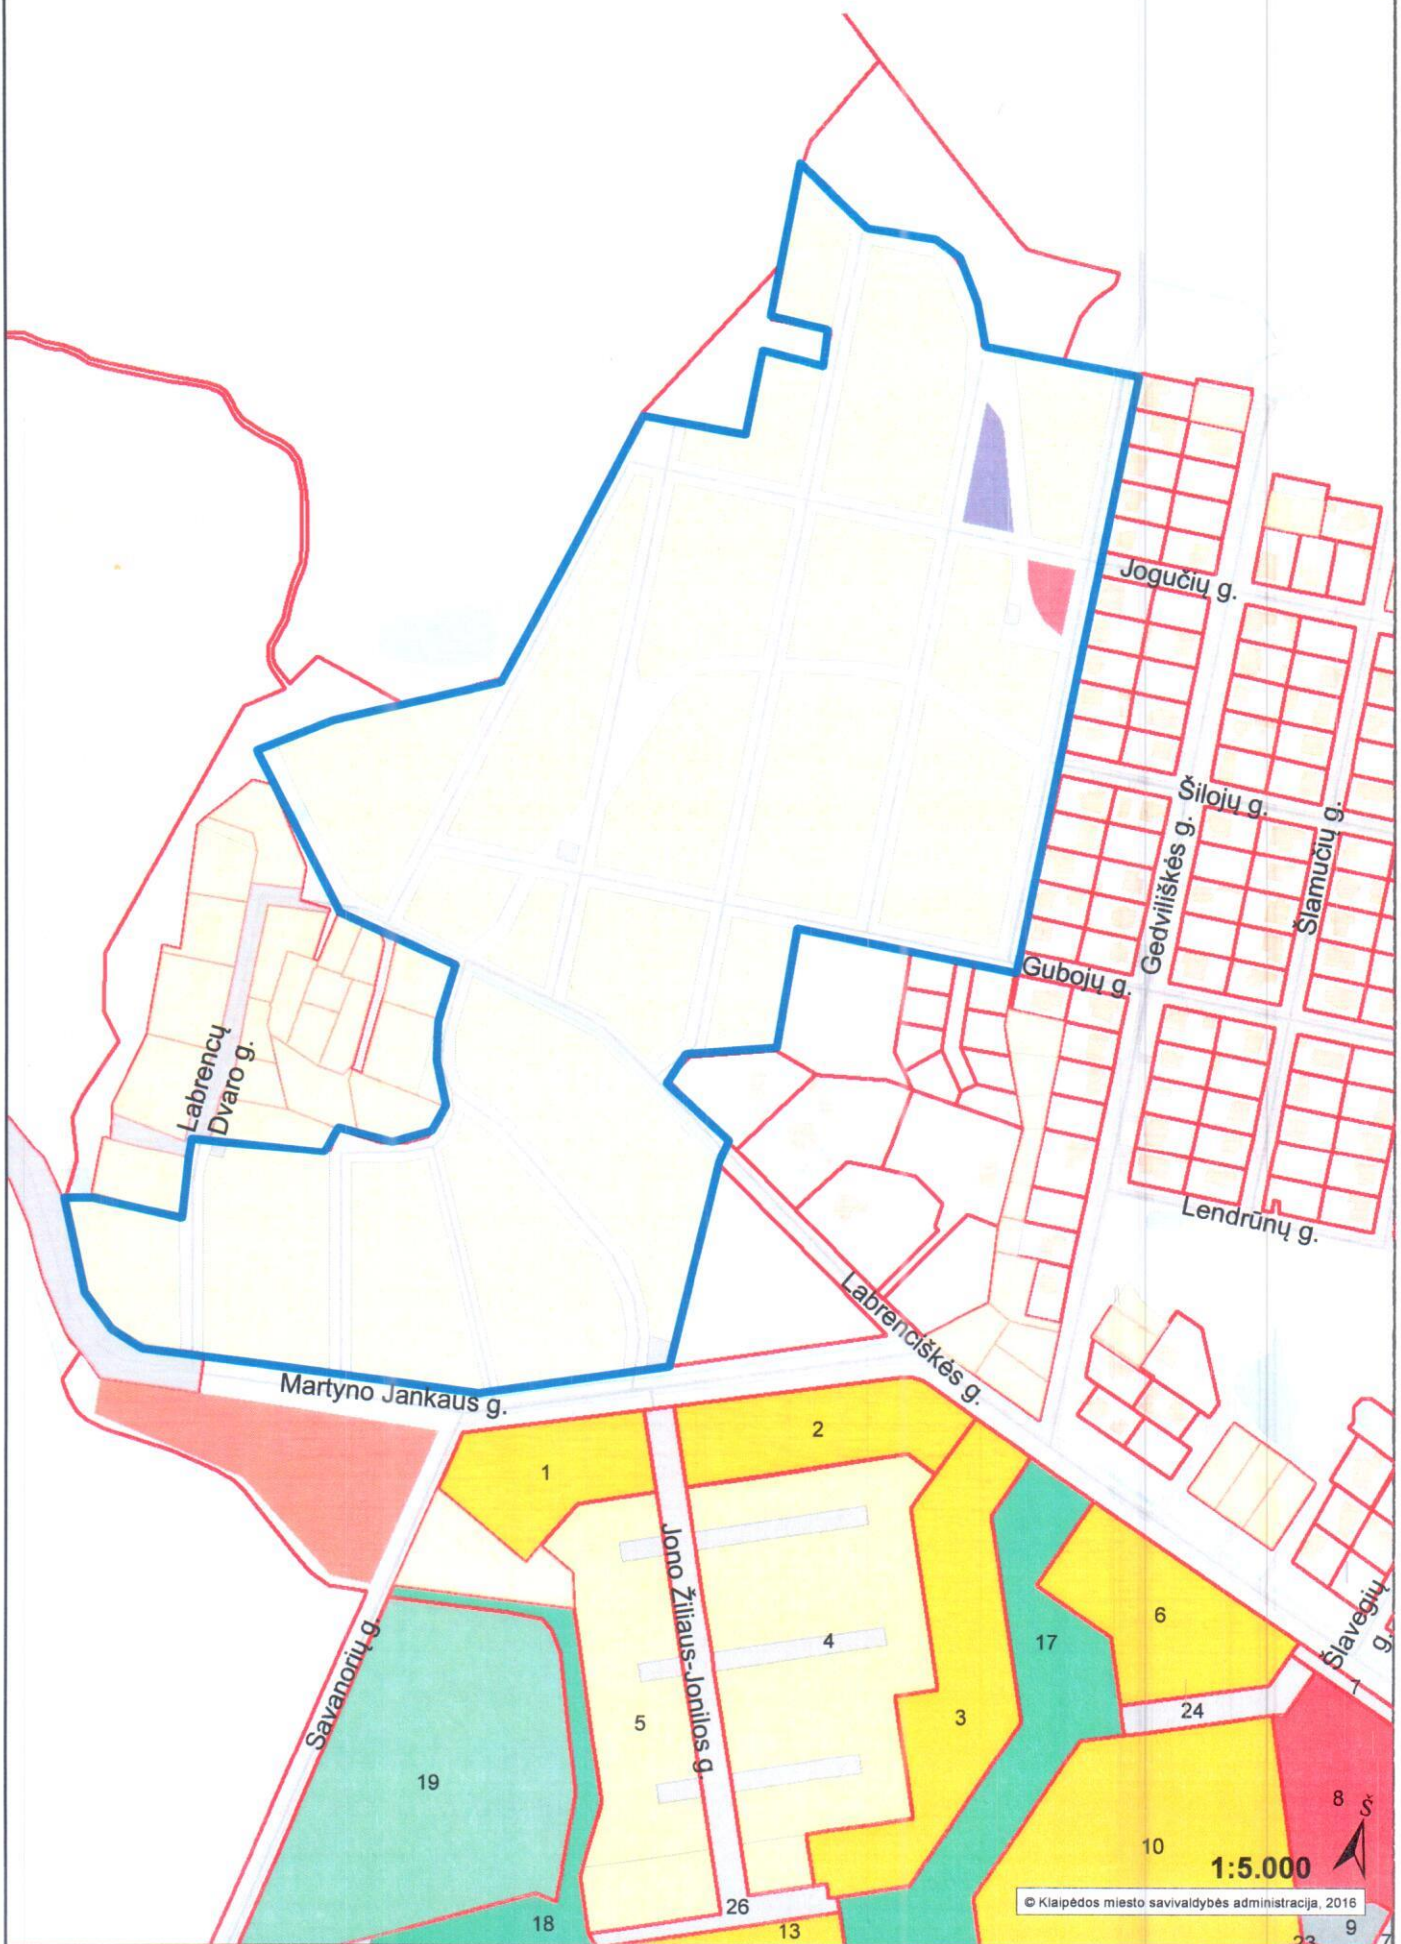 Jogučių g.
Šilojų g.
Gedviliškės g.
Šlamučių g.
Gubojų g.
Labrencų
Dvaro g.
Lendrūnų g.
Labrenciškės g.
Martyno Jankaus g.
2
1
Jono Žiliaus-Jonilos g.
Šlavegių
g.
6
4
17
Savanorių g.
7
24
5
3
19
8
Š
10
1:5.000
© Klaipėdos miesto savivaldybės administracija, 2016
26
18
13
9
7
23